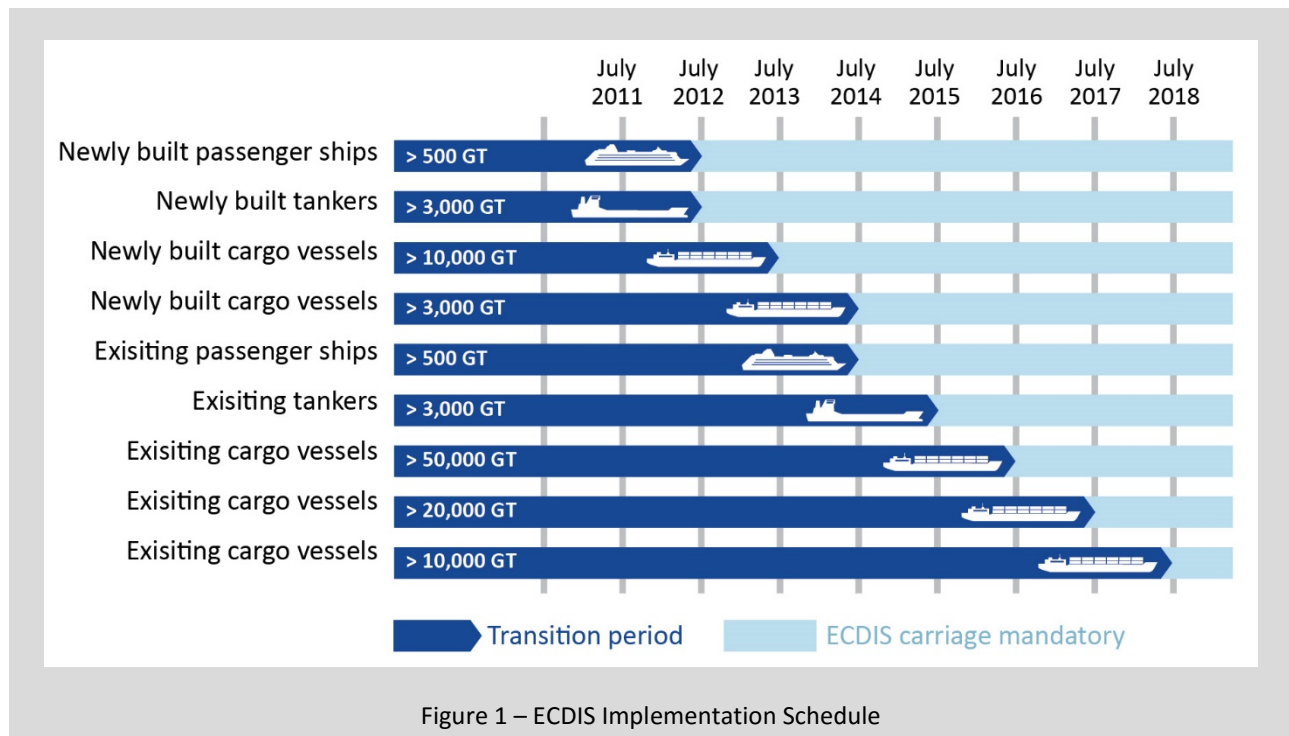 July July July July July July July July
2011 2012 2013 2014 2015 2016 2017 2018
Newly built passenger ships > 500 GT
Newly built tankers > 3,000 GT
Newly built cargo vessels > 10,000 GT
Newly built cargo vessels > 3,000 GT
Exisiting passenger ships > 500 GT
Exisiting tankers > 3,000 GT
Exisiting cargo vessels > 50,000 GT
Exisiting cargo vessels > 20,000 GT
Exisiting cargo vessels > 10,000 GT
Transition period ECDIS carriage mandatory
Figure 1 – ECDIS Implementation Schedule